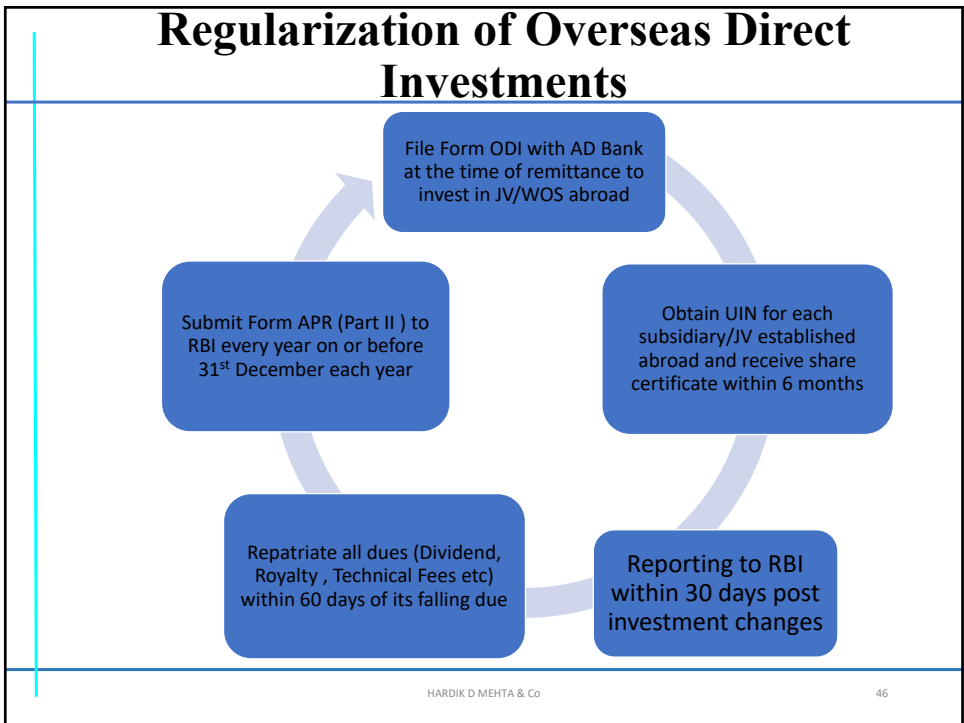 Regularization of Overseas Direct
Investments
File Form ODI with AD Bank
at the time of remittance to
invest in JV/WOS abroad
Obtain UIN for each
subsidiary/JV established
abroad and receive share
certificate within 6 months
Reporting to RBI
within 30 days post
investment changes
Repatriate all dues (Dividend,
Royalty , Technical Fees etc)
within 60 days of its falling due
Submit Form APR (Part II ) to
RBI every year on or before
31st December each year
HARDIK D MEHTA & Co
46